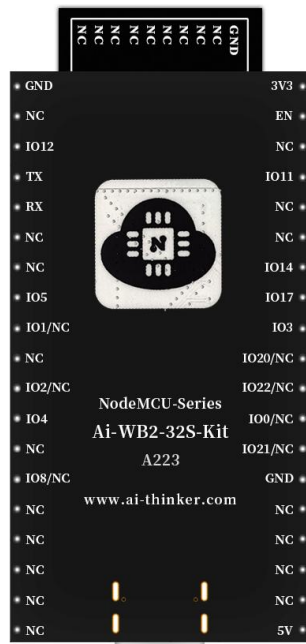 NC NC NC NC NC NC NC NC NC GND
GND 3V3
NC EN
IO12 NC
TX IO11
RX NC
NC NC
NC IO14
IO5 IO17
IO1/NC IO3
NC IO20/NC
IO2/NC IO22/NC
IO4 IO0/NC
NC IO21/NC
IO8/NC GND
NC NC
NC NC
NC NC
NC NC
NC 5V
NodeMCU-Series
Ai-WB2-32S-Kit
A223
www.ai-thinker.com